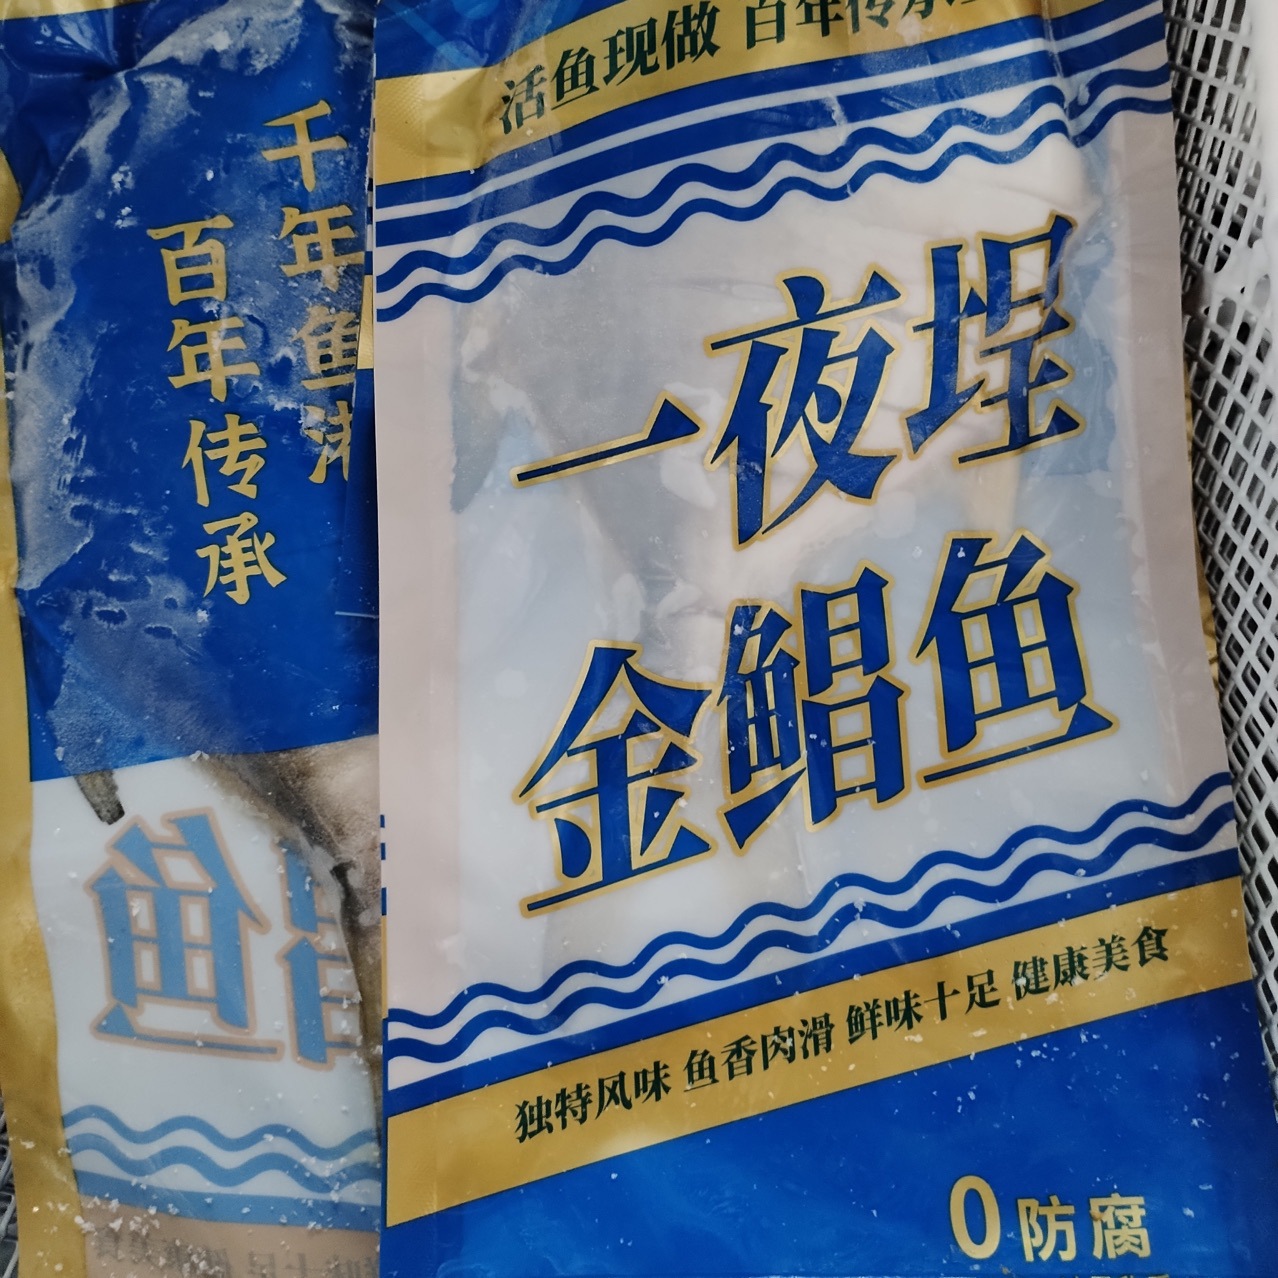 活鱼现做 百年传承
一夜埕
金鲳鱼
独特风味 鱼香肉滑 鲜味十足 健康美食
0防腐
千年鱼
百年传承
鱼